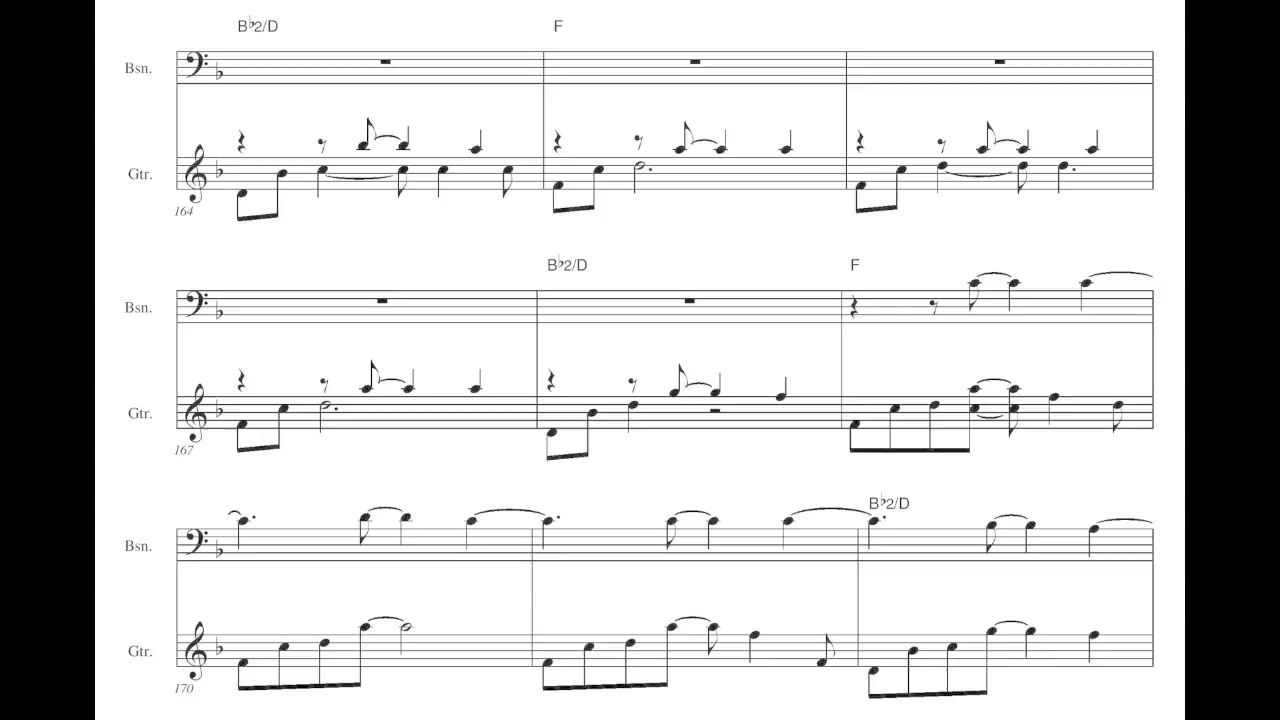 B♭2/D F
Bsn.
Gtr.
164
B♭2/D F
Bsn.
Gtr.
167
B♭2/D
Bsn.
Gtr.
170